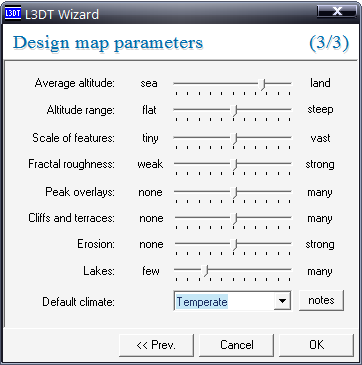 L3DT L3DT Wizard
Design map parameters (3/3)
Average altitude: sea land
Altitude range: flat steep
Scale of features: tiny vast
Fractal roughness: weak strong
Peak overlays: none many
Cliffs and terraces: none many
Erosion: none strong
Lakes: few many
Default climate: Temperate notes
<< Prev. Cancel OK